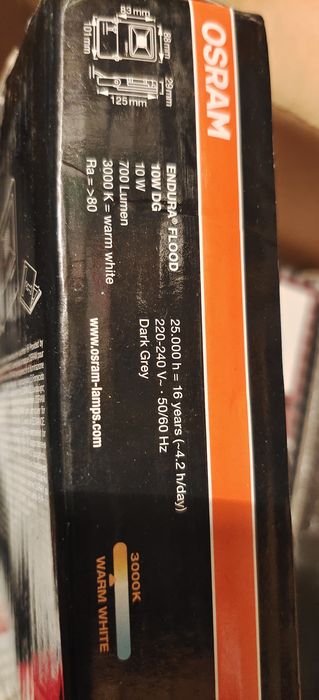 OSRAM
83 mm
88 mm
101 mm
29 mm
125 mm
ENDURA® FLOOD
10W DG
10 W
700 Lumen
3000 K = warm white
Ra = >80
25.000 h = 16 years (~4.2 h/day)
220-240 V~ · 50/60 Hz
Dark Grey
www.osram-lamps.com
3000K
WARM WHITE